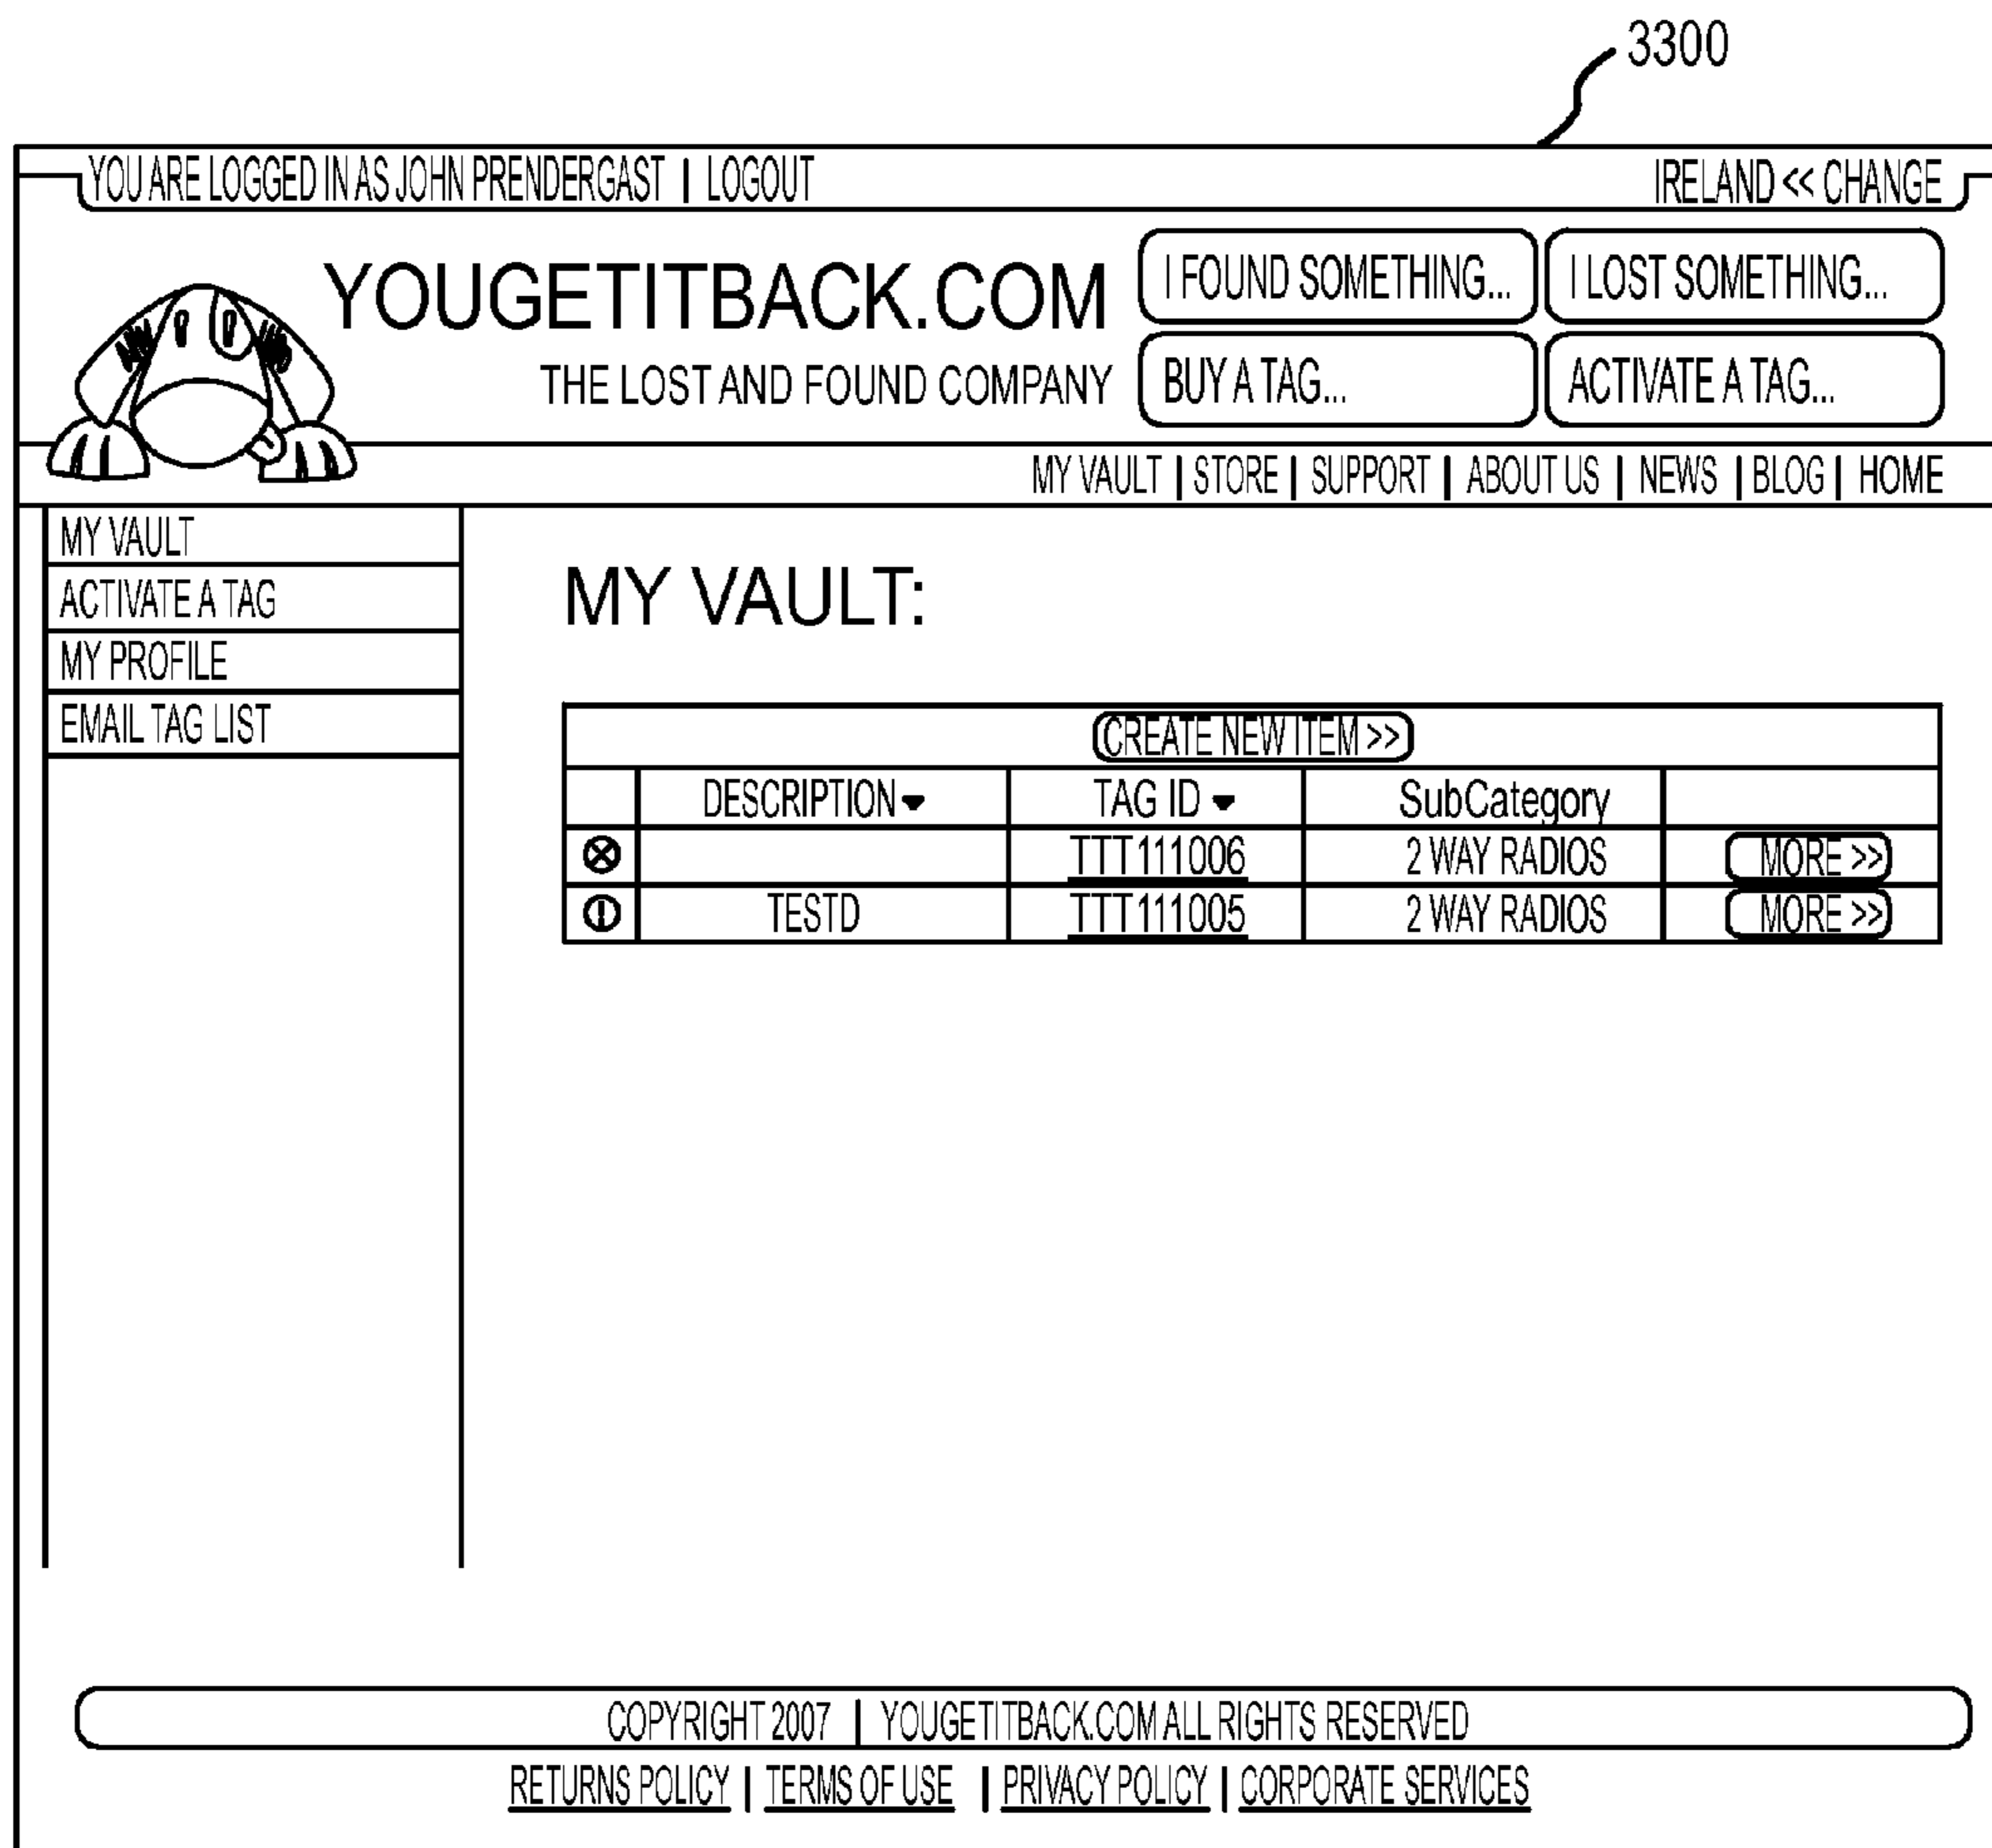 3300
YOU ARE LOGGED IN AS JOHN PRENDERGAST | LOGOUT
IRELAND << CHANGE
YOUGETITBACK.COM
THE LOST AND FOUND COMPANY
I FOUND SOMETHING...
I LOST SOMETHING...
BUY A TAG...
ACTIVATE A TAG...
MY VAULT | STORE | SUPPORT | ABOUT US | NEWS | BLOG | HOME
MY VAULT
ACTIVATE A TAG
MY PROFILE
EMAIL TAG LIST
MY VAULT:
CREATE NEW ITEM >>
DESCRIPTION TAG ID SubCategory
TTT111006 2 WAY RADIOS MORE >>
TESTD TTT111005 2 WAY RADIOS MORE >>
COPYRIGHT 2007 | YOUGETITBACK.COM ALL RIGHTS RESERVED
RETURNS POLICY | TERMS OF USE | PRIVACY POLICY | CORPORATE SERVICES